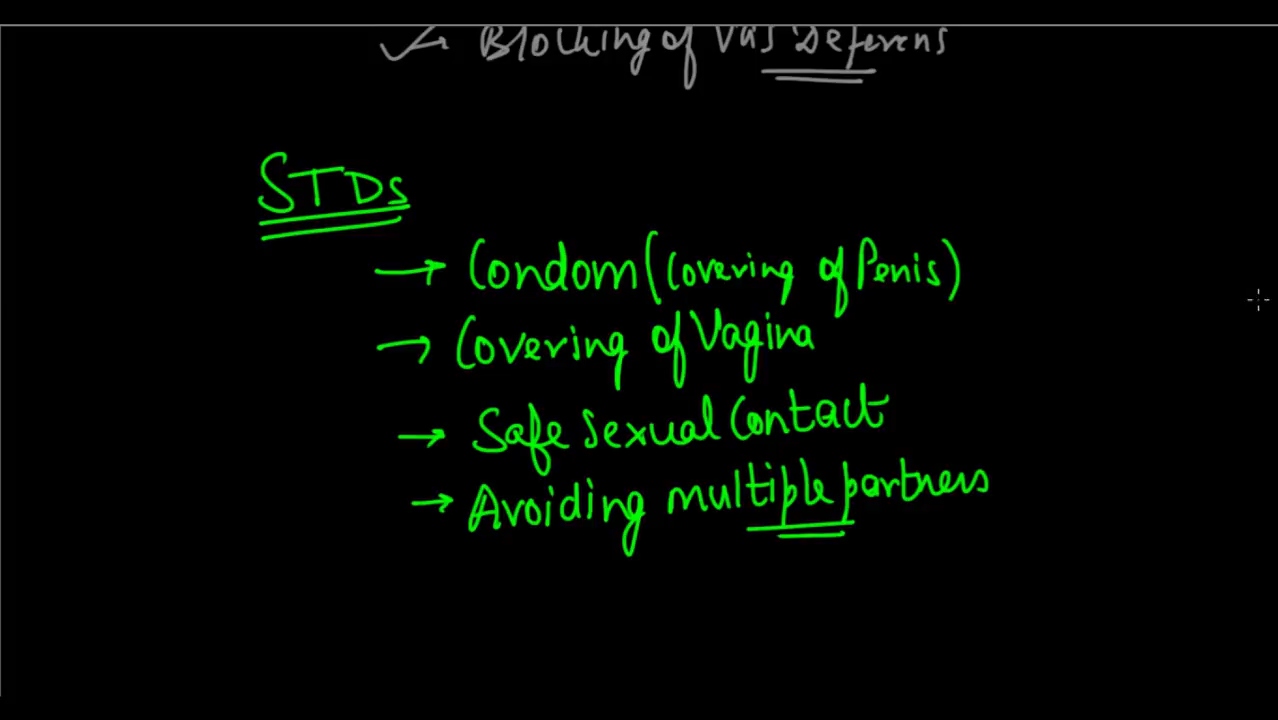 Blocking of Vas Deferens
STDs
→ Condom (Covering of Penis)
→ Covering of Vagina
→ Safe sexual Contact
→ Avoiding multiple partners